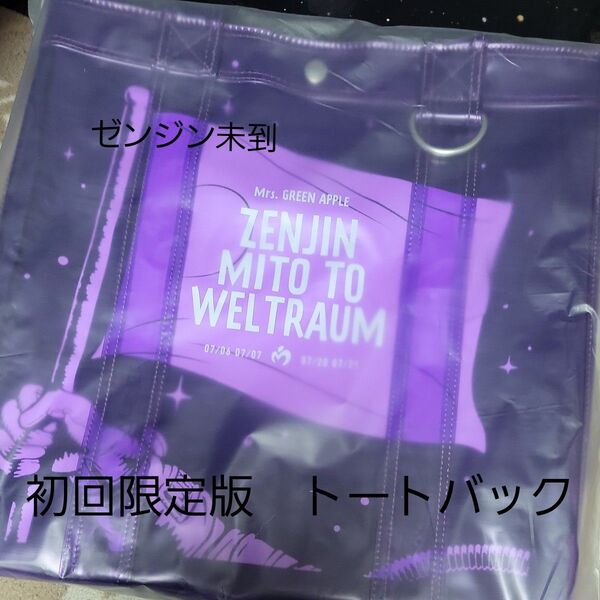 ゼンジン未到
Mrs. GREEN APPLE
ZENJIN
MITO TO
WELTRAUM
07/06 07/07 07/20 07/21
初回限定版　トートバック